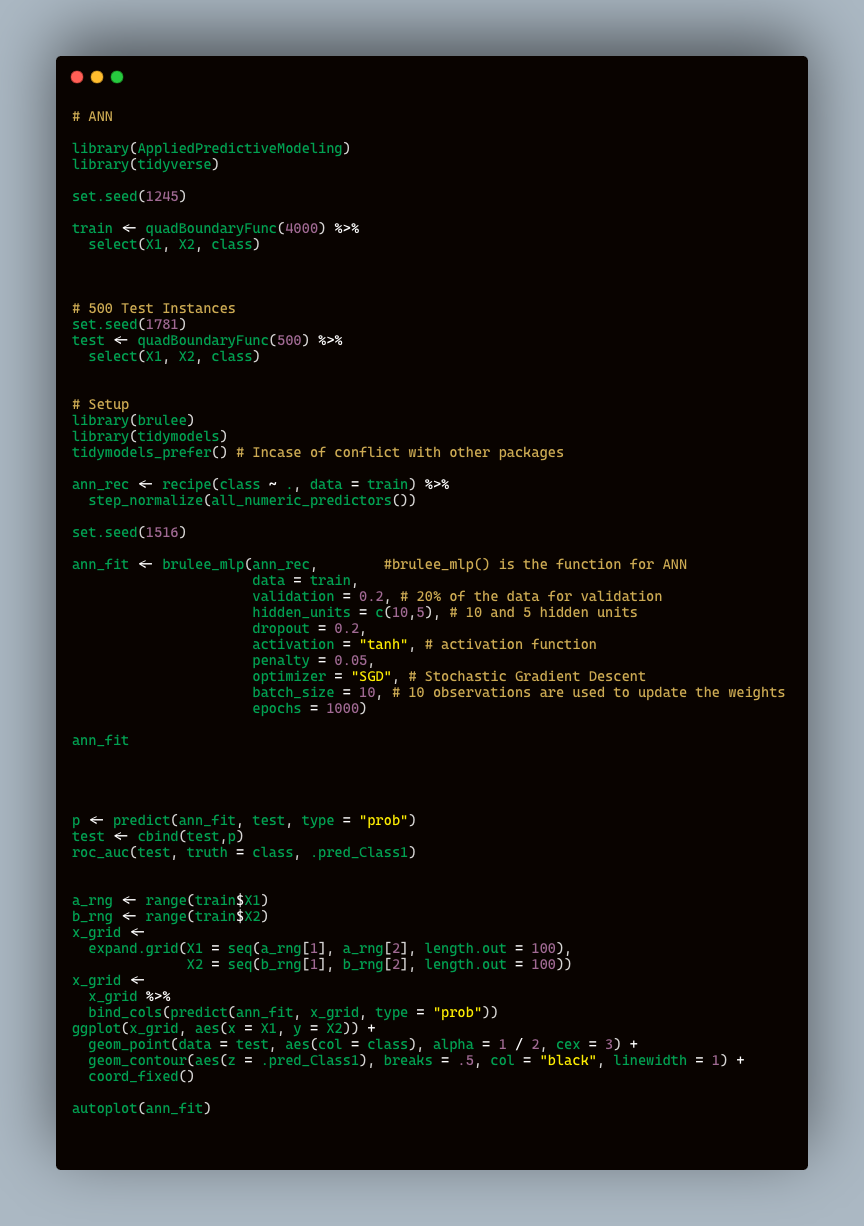 # ANN
library(AppliedPredictiveModeling)
library(tidyverse)
set.seed(1245)
train <- quadBoundaryFunc(4000) %>%
  select(X1, X2, class)
# 500 Test Instances
set.seed(1781)
test <- quadBoundaryFunc(500) %>%
  select(X1, X2, class)
# Setup
library(brulee)
library(tidymodels)
tidymodels_prefer() # Incase of conflict with other packages
ann_rec <- recipe(class ~ ., data = train) %>%
  step_normalize(all_numeric_predictors())
set.seed(1516)
ann_fit <- brulee_mlp(ann_rec,        #brulee_mlp() is the function for ANN
                      data = train,
                      validation = 0.2, # 20% of the data for validation
                      hidden_units = c(10,5), # 10 and 5 hidden units
                      dropout = 0.2,
                      activation = "tanh", # activation function
                      penalty = 0.05,
                      optimizer = "SGD", # Stochastic Gradient Descent
                      batch_size = 10, # 10 observations are used to update the weights
                      epochs = 1000)
ann_fit
p <- predict(ann_fit, test, type = "prob")
test <- cbind(test,p)
roc_auc(test, truth = class, .pred_Class1)
a_rng <- range(train$X1)
b_rng <- range(train$X2)
x_grid <-
  expand.grid(X1 = seq(a_rng[1], a_rng[2], length.out = 100),
              X2 = seq(b_rng[1], b_rng[2], length.out = 100))
x_grid <-
  x_grid %>%
  bind_cols(predict(ann_fit, x_grid, type = "prob"))
ggplot(x_grid, aes(x = X1, y = X2)) +
  geom_point(data = test, aes(col = class), alpha = 1 / 2, cex = 3) +
  geom_contour(aes(z = .pred_Class1), breaks = .5, col = "black", linewidth = 1) +
  coord_fixed()
autoplot(ann_fit)